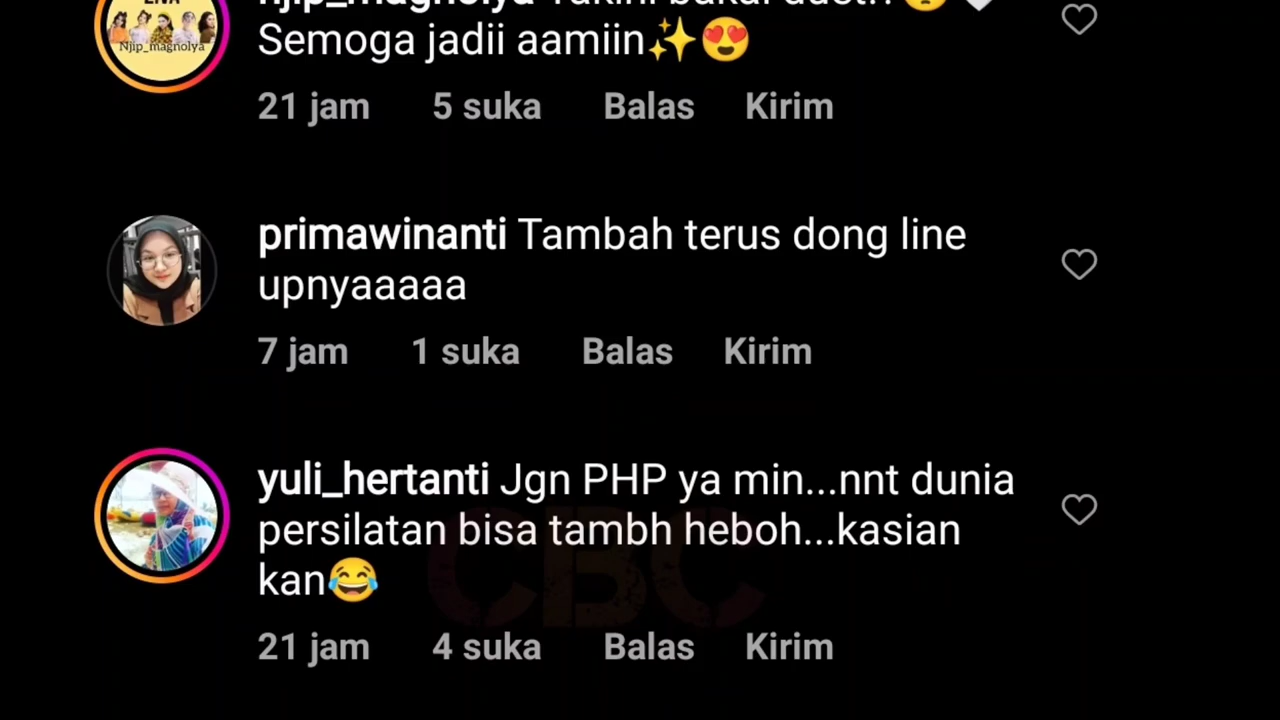 Semoga jadii aamiin✨😍
21 jam 5 suka Balas Kirim
Njip_magnolya
primawinanti Tambah terus dong line
upnyaaaaa
7 jam 1 suka Balas Kirim
yuli_hertanti Jgn PHP ya min...nnt dunia
persilatan bisa tambh heboh...kasian
kan😂
21 jam 4 suka Balas Kirim
CBC